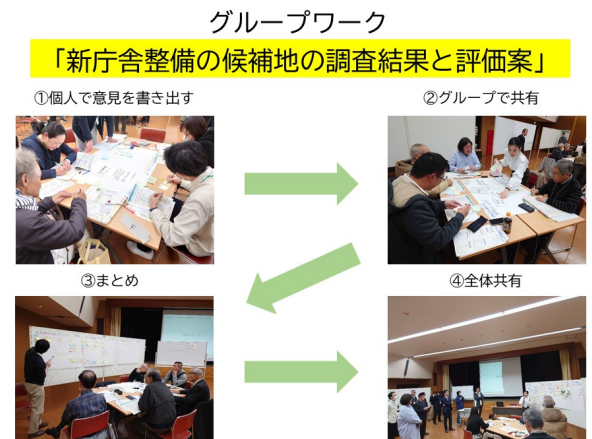 グループワーク
「新庁舎整備の候補地の調査結果と評価案」
①個人で意見を書き出す
②グループで共有
③まとめ
④全体共有